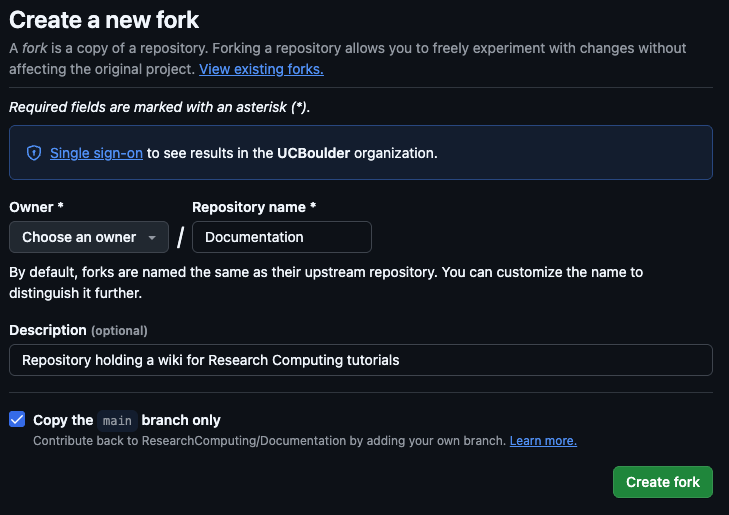 Create a new fork
A fork is a copy of a repository. Forking a repository allows you to freely experiment with changes without
affecting the original project. View existing forks.
Required fields are marked with an asterisk (*).
Single sign-on to see results in the UCBoulder organization.
Owner * Repository name *
Choose an owner / Documentation
By default, forks are named the same as their upstream repository. You can customize the name to
distinguish it further.
Description (optional)
Repository holding a wiki for Research Computing tutorials
Copy the main branch only
Contribute back to ResearchComputing/Documentation by adding your own branch. Learn more.
Create fork